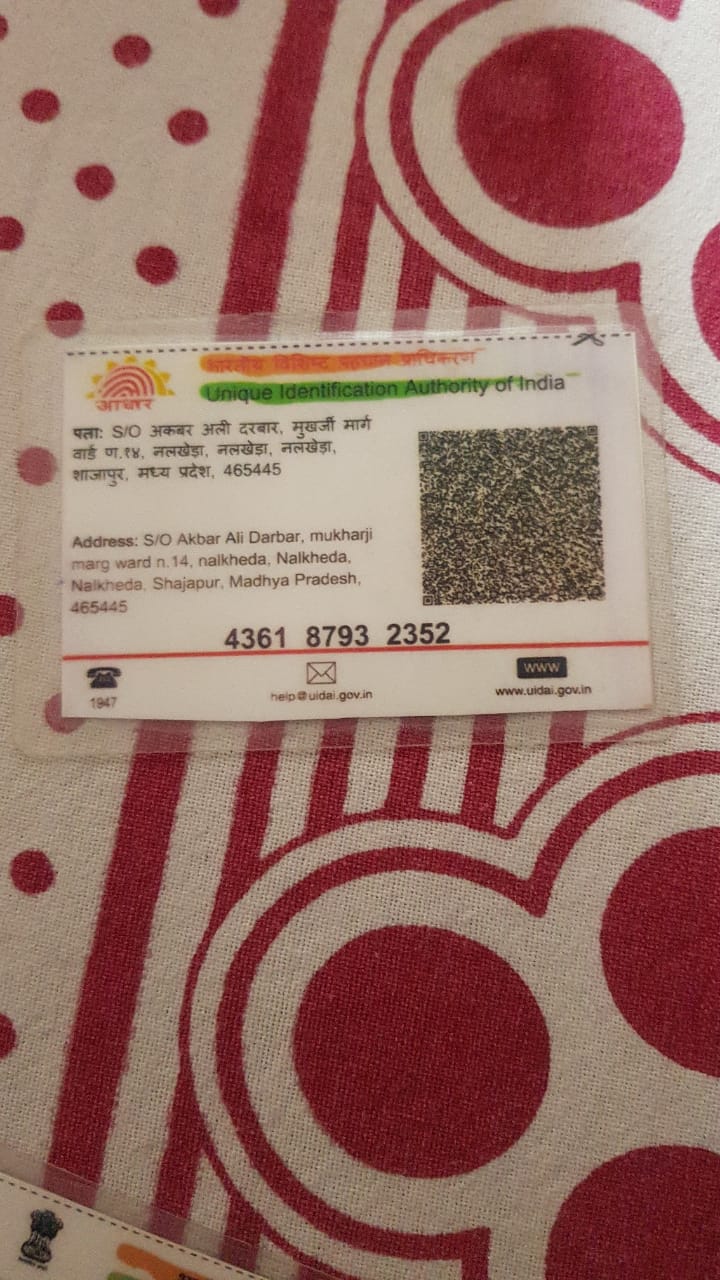 भारतीय विशिष्ट पहचान प्राधिकरण
Unique Identification Authority of India
आधार
पता: S/O अकबर अली दरबार, मुखर्जी मार्ग
वार्ड ण.१४, नलखेड़ा, नलखेड़ा, नलखेड़ा,
शाजापुर, मध्य प्रदेश, 465445
Address: S/O Akbar Ali Darbar, mukharji
marg ward n.14, nalkheda, Nalkheda,
Nalkheda, Shajapur, Madhya Pradesh,
465445
4361 8793 2352
1947
help@uidai.gov.in
WWW
www.uidai.gov.in